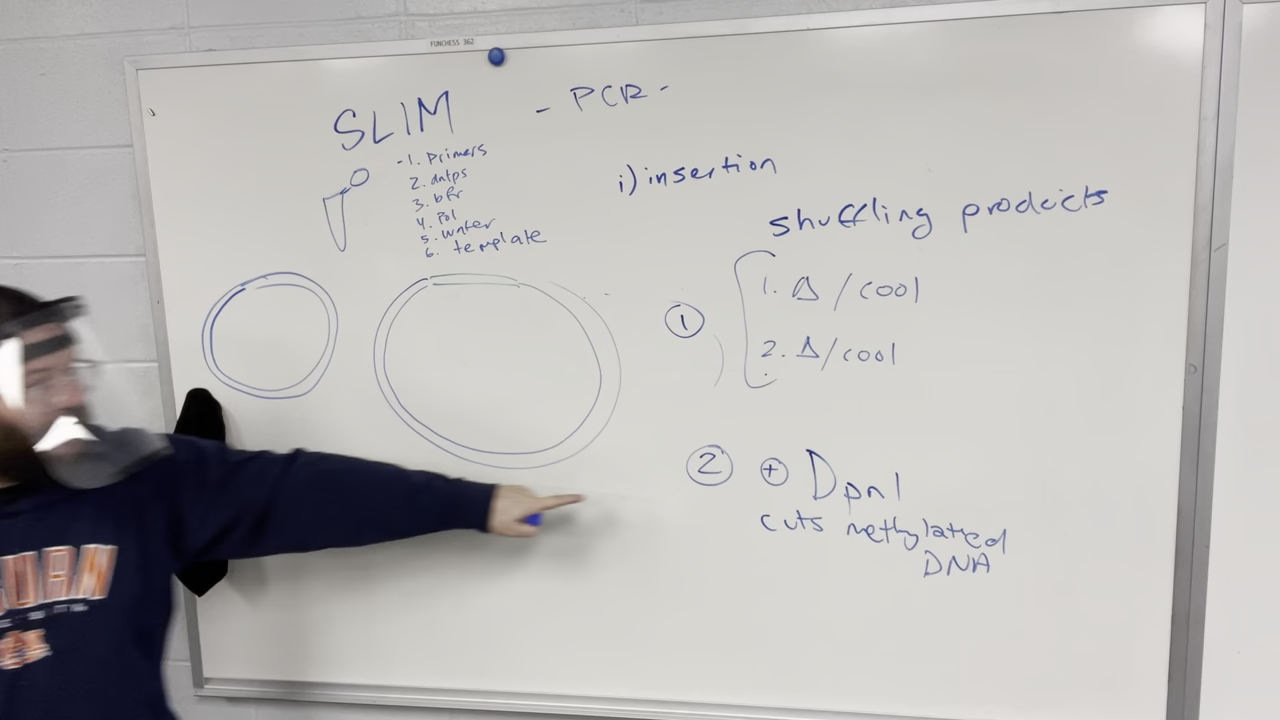 FUNCHESS 362
SLIM - PCR -
-1. Primers
2. dntps
3. bfr
4. Pol
5. water
6. template
i) insertion
shuffling products
1 1. Δ / cool
2. Δ/cool
2 + DpnI
cuts methylated
DNA